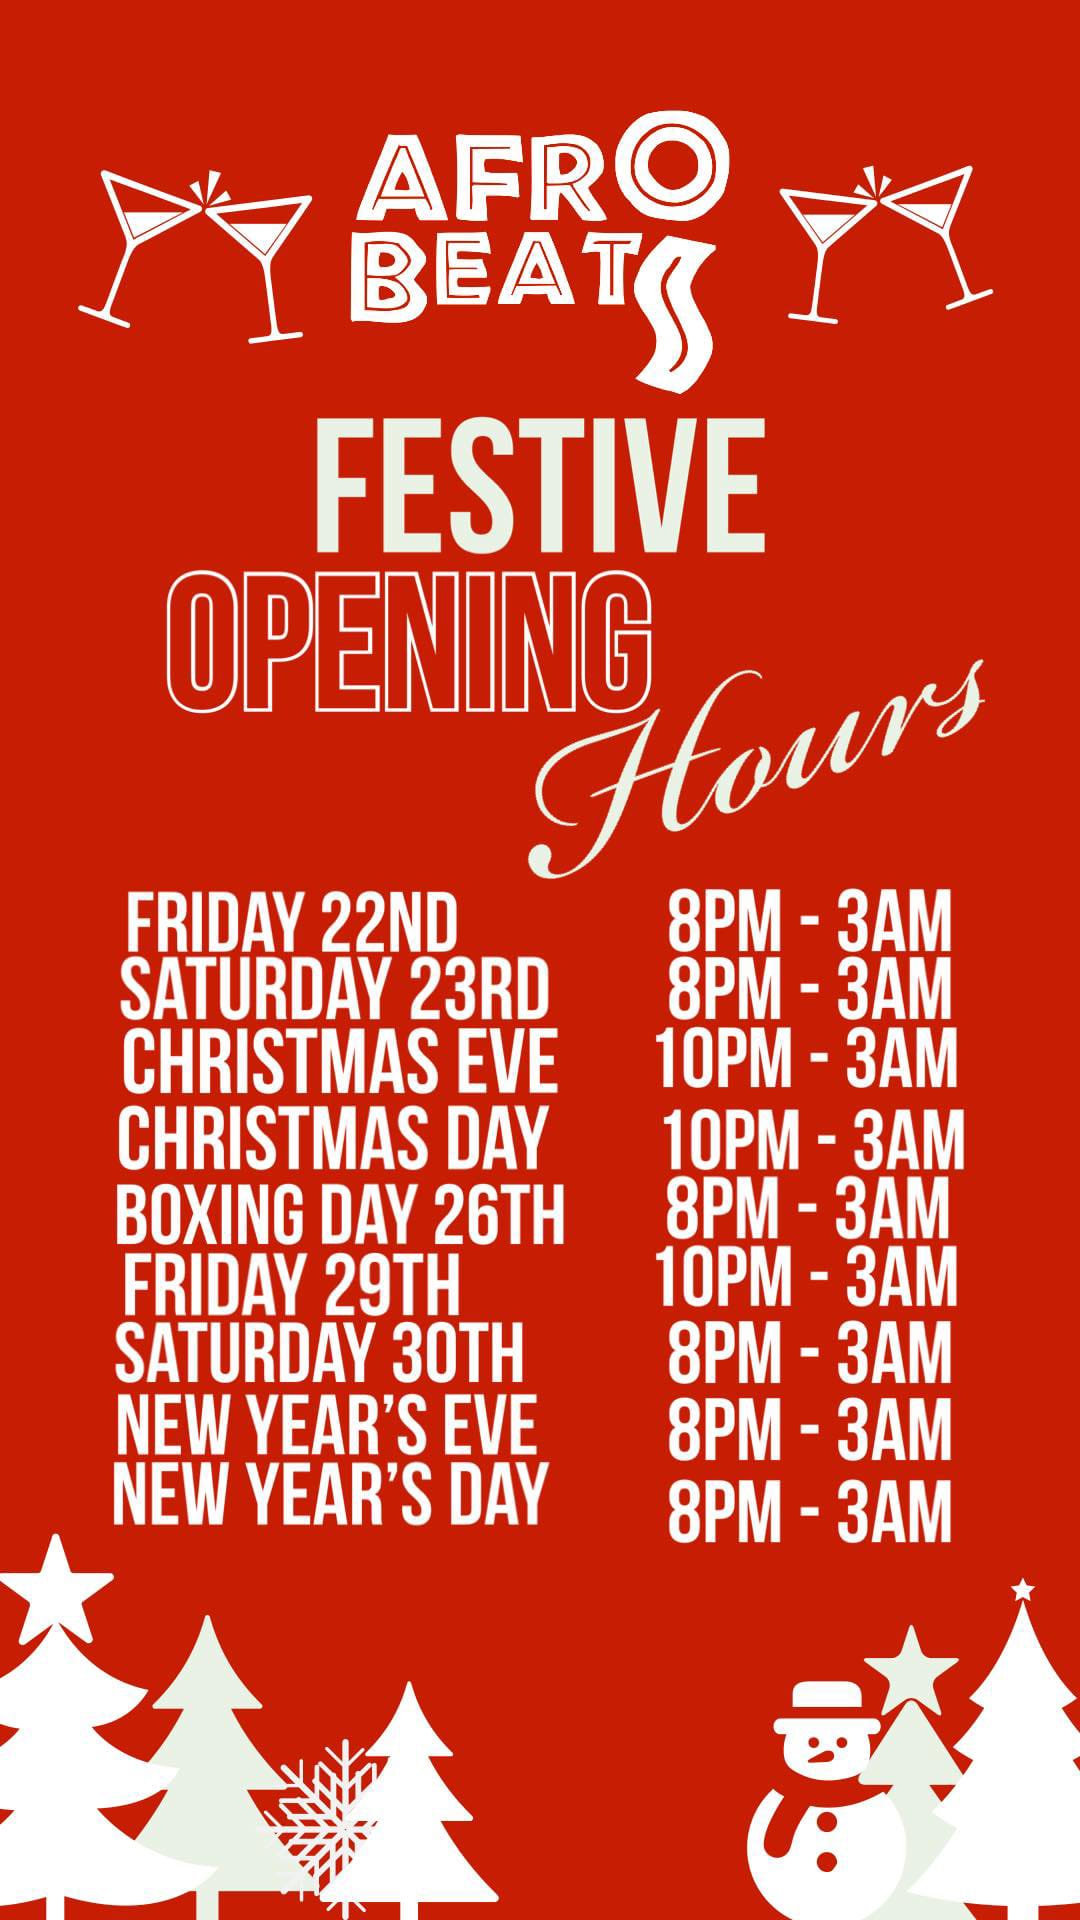 AFRO
BEATS
FESTIVE
OPENING
Hours
FRIDAY 22ND 8PM - 3AM
SATURDAY 23RD 8PM - 3AM
CHRISTMAS EVE 10PM - 3AM
CHRISTMAS DAY 10PM - 3AM
BOXING DAY 26TH 8PM - 3AM
FRIDAY 29TH 10PM - 3AM
SATURDAY 30TH 8PM - 3AM
NEW YEAR'S EVE 8PM - 3AM
NEW YEAR'S DAY 8PM - 3AM